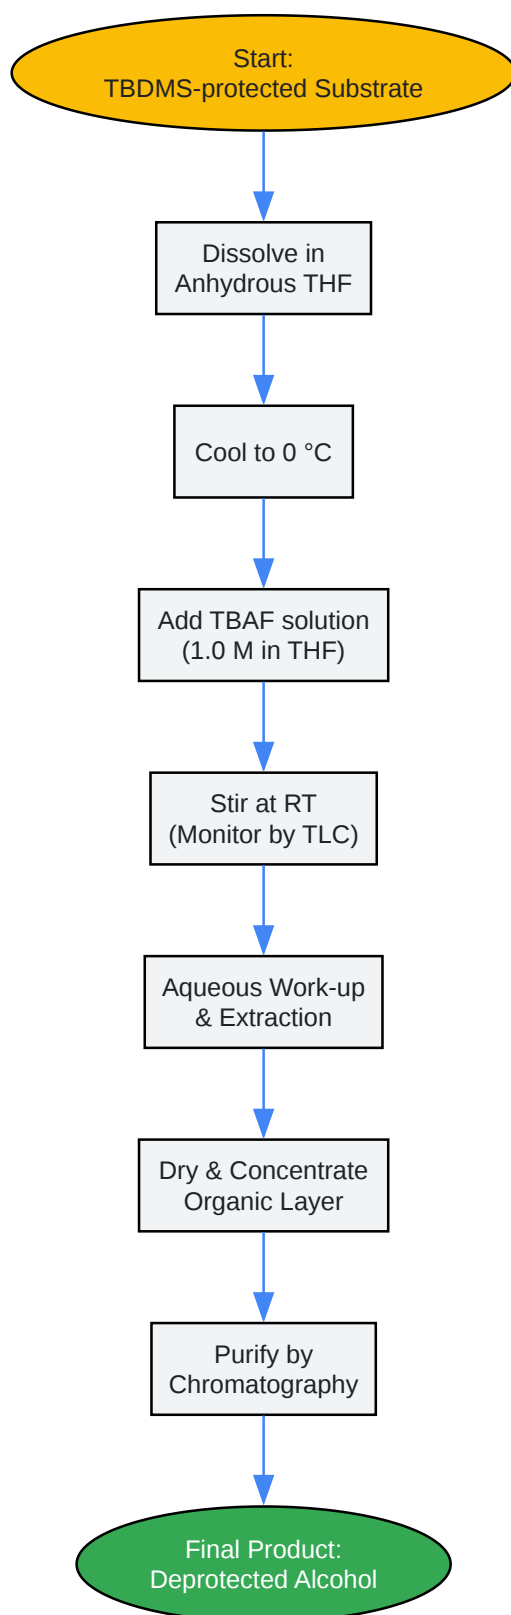 Start:
TBDMS-protected Substrate
Dissolve in
Anhydrous THF
Cool to 0 °C
Add TBAF solution
(1.0 M in THF)
Stir at RT
(Monitor by TLC)
Aqueous Work-up
& Extraction
Dry & Concentrate
Organic Layer
Purify by
Chromatography
Final Product:
Deprotected Alcohol